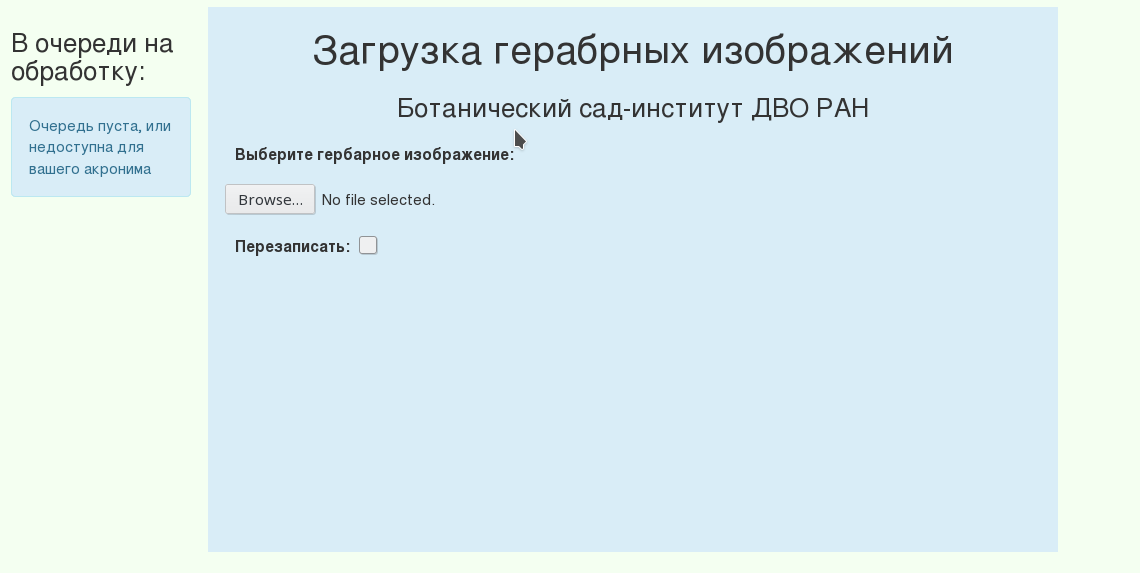 В очереди на
обработку:
Очередь пуста, или
недоступна для
вашего акронима
Загрузка герабрных изображений
Ботанический сад-институт ДВО РАН
Выберите гербарное изображение:
Browse... No file selected.
Перезаписать: